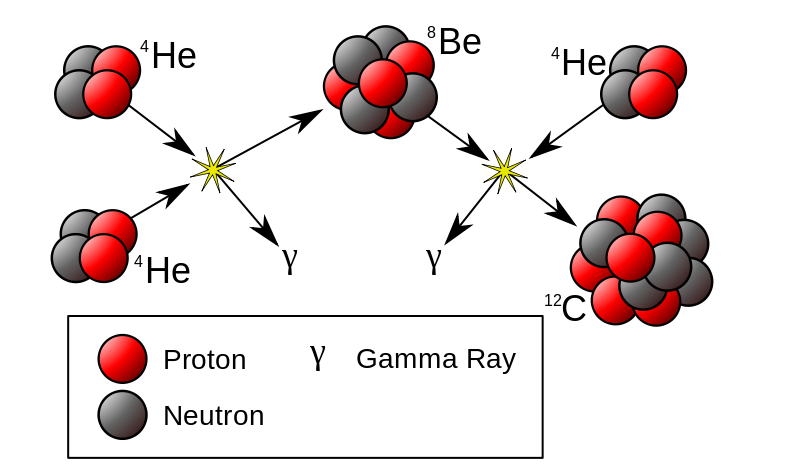 ⁴He
⁸Be
⁴He
⁴He
γ
γ
¹²C
Proton
γ Gamma Ray
Neutron